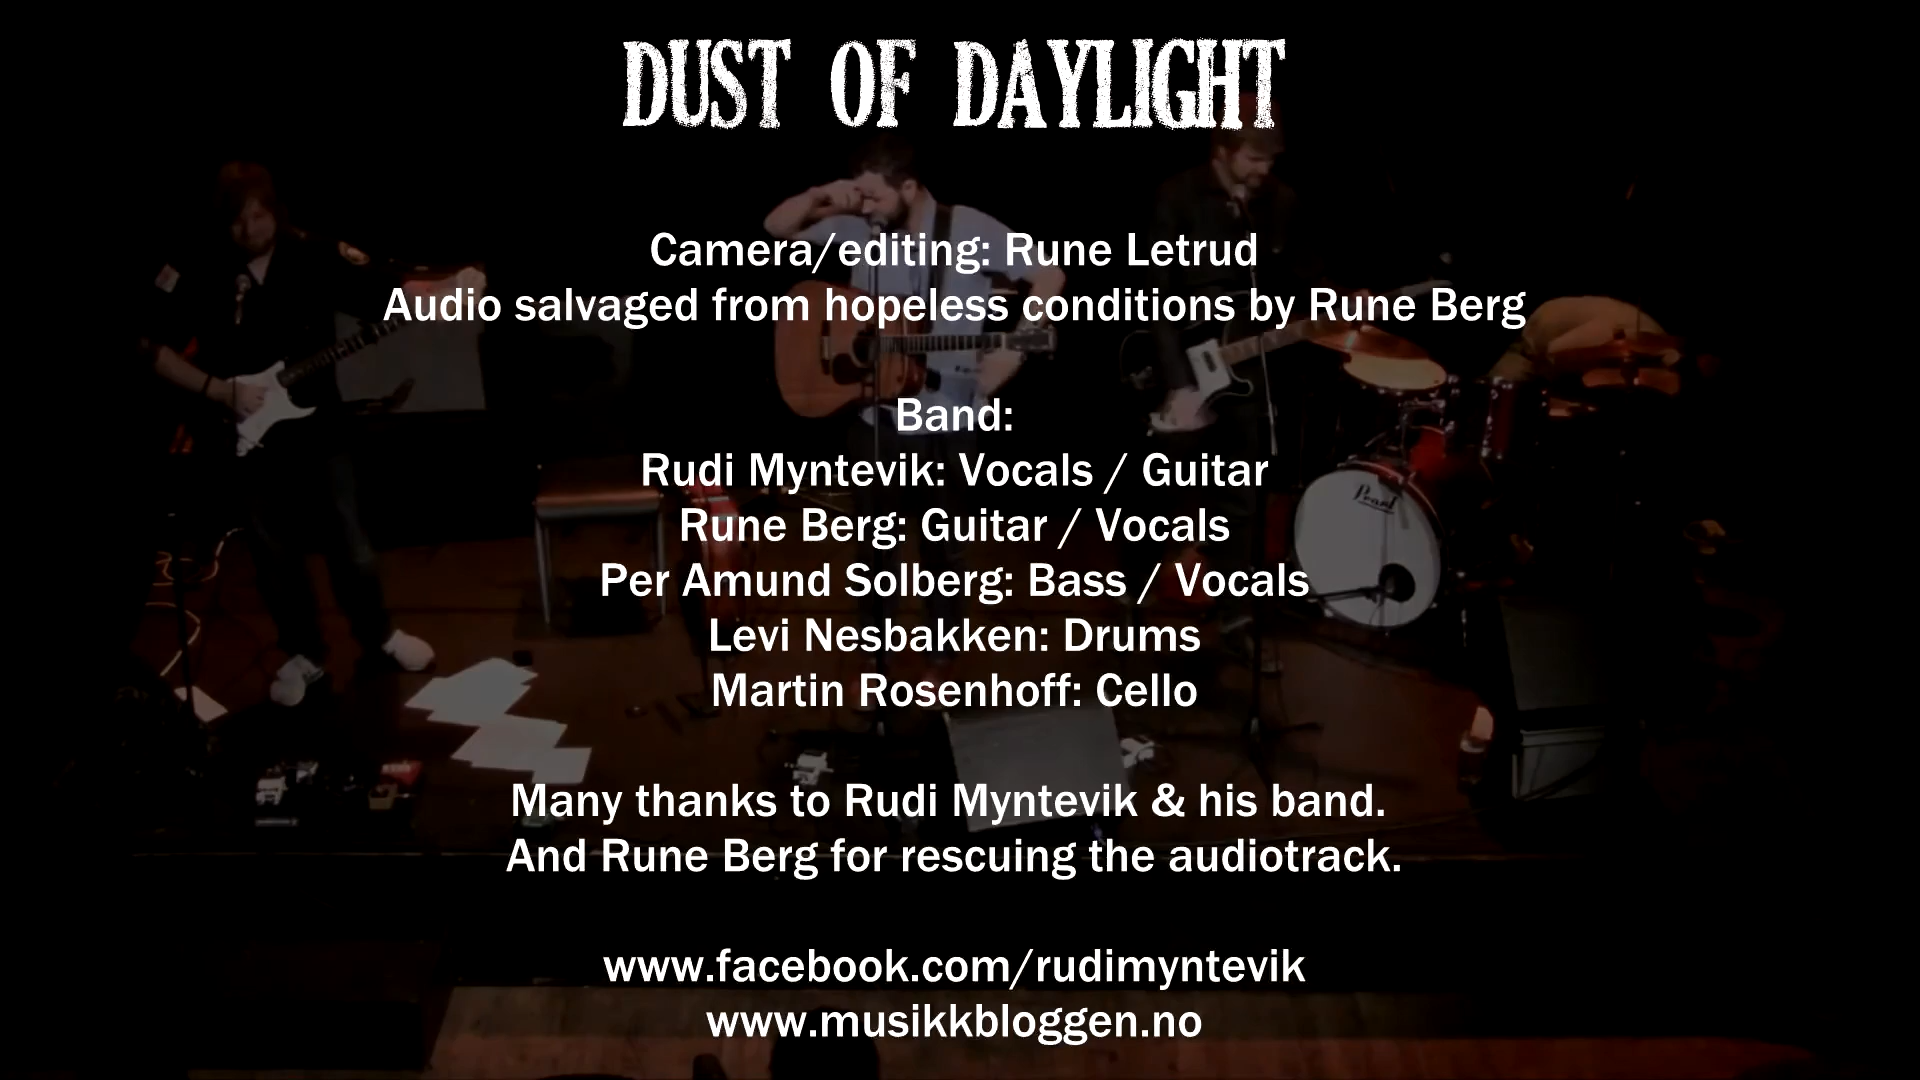 DUST OF DAYLIGHT
Camera/editing: Rune Letrud
Audio salvaged from hopeless conditions by Rune Berg
Band:
Rudi Myntevik: Vocals / Guitar
Rune Berg: Guitar / Vocals
Per Amund Solberg: Bass / Vocals
Levi Nesbakken: Drums
Martin Rosenhoff: Cello
Pearl
Many thanks to Rudi Myntevik & his band.
And Rune Berg for rescuing the audiotrack.
www.facebook.com/rudimyntevik
www.musikkbloggen.no